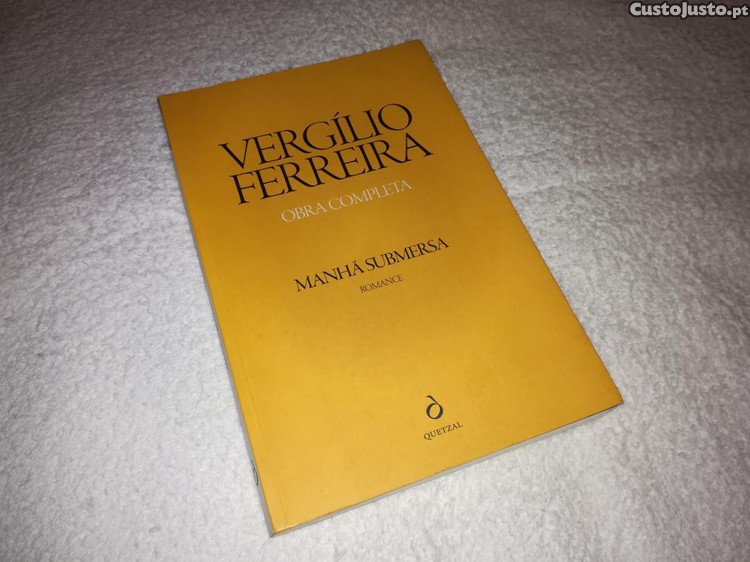 CustoJusto.pt
VERGÍLIO
FERREIRA
OBRA COMPLETA
MANHÃ SUBMERSA
ROMANCE
QUETZAL